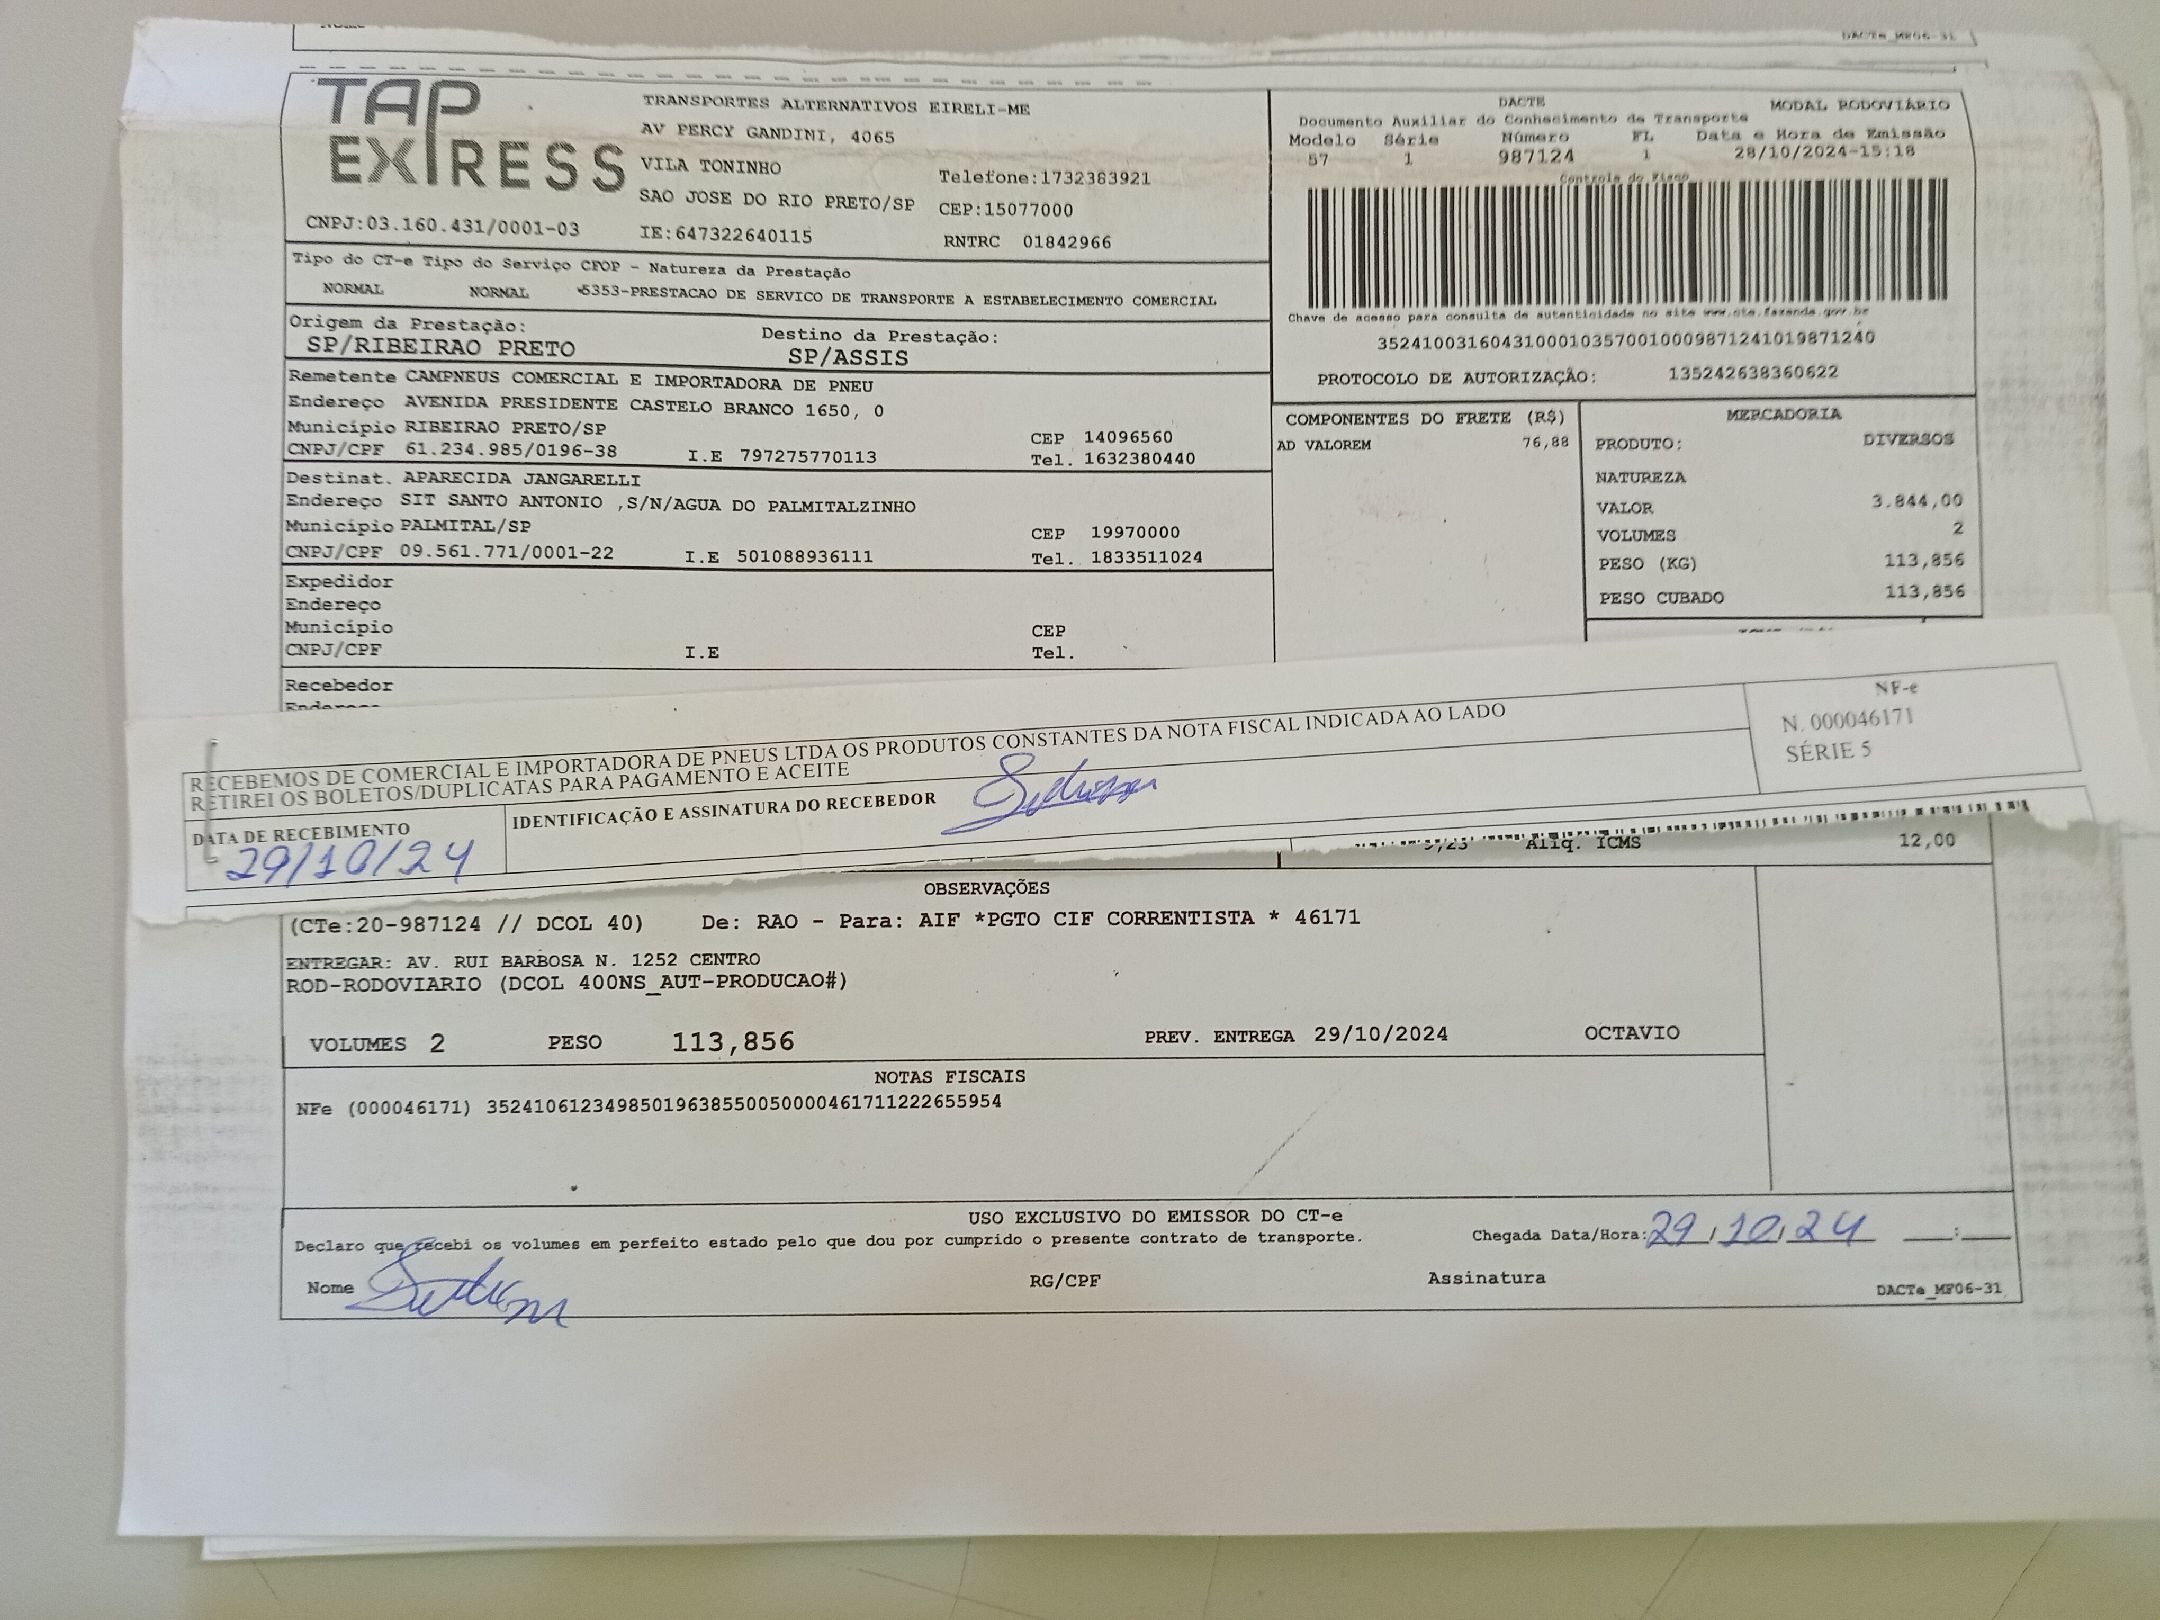 DACTe_MF06-31
TAP EXPRESS
TRANSPORTES ALTERNATIVOS EIRELI-ME
AV PERCY GANDINI, 4065
VILA TONINHO
Telefone:1732383921
SAO JOSE DO RIO PRETO/SP CEP:15077000
CNPJ:03.160.431/0001-03 IE:647322640115 RNTRC 01842966
DACTE MODAL RODOVIÁRIO
Documento Auxiliar do Conhecimento de Transporte
Modelo Série Número FL Data e Hora de Emissão
57 1 987124 1 28/10/2024-15:18
Controle do Fisco
Chave de acesso para consulta de autenticidade no site www.cte.fazenda.gov.br
35241003160431000103570010009871241019871240
PROTOCOLO DE AUTORIZAÇÃO: 135242638360622
Tipo do CT-e Tipo do Serviço CFOP - Natureza da Prestação
NORMAL NORMAL 5353-PRESTACAO DE SERVICO DE TRANSPORTE A ESTABELECIMENTO COMERCIAL
Origem da Prestação: Destino da Prestação:
SP/RIBEIRAO PRETO SP/ASSIS
Remetente CAMPNEUS COMERCIAL E IMPORTADORA DE PNEU
Endereço AVENIDA PRESIDENTE CASTELO BRANCO 1650, 0
Município RIBEIRAO PRETO/SP CEP 14096560
CNPJ/CPF 61.234.985/0196-38 I.E 797275770113 Tel. 1632380440
Destinat. APARECIDA JANGARELLI
Endereço SIT SANTO ANTONIO ,S/N/AGUA DO PALMITALZINHO
Município PALMITAL/SP CEP 19970000
CNPJ/CPF 09.561.771/0001-22 I.E 501088936111 Tel. 1833511024
Expedidor
Endereço
Município CEP
CNPJ/CPF I.E Tel.
Recebedor
Endereço
COMPONENTES DO FRETE (R$)
AD VALOREM 76,88
MERCADORIA
PRODUTO: DIVERSOS
NATUREZA
VALOR 3.844,00
VOLUMES 2
PESO (KG) 113,856
PESO CUBADO 113,856
RECEBEMOS DE COMERCIAL E IMPORTADORA DE PNEUS LTDA OS PRODUTOS CONSTANTES DA NOTA FISCAL INDICADA AO LADO
RETIREI OS BOLETOS/DUPLICATAS PARA PAGAMENTO E ACEITE
NF-e
N. 000046171
SÉRIE 5
DATA DE RECEBIMENTO IDENTIFICAÇÃO E ASSINATURA DO RECEBEDOR
29/10/24
Aliq. ICMS 12,00
OBSERVAÇÕES
(CTe:20-987124 // DCOL 40) De: RAO - Para: AIF *PGTO CIF CORRENTISTA * 46171
ENTREGAR: AV. RUI BARBOSA N. 1252 CENTRO
ROD-RODOVIARIO (DCOL 400NS_AUT-PRODUCAO#)
VOLUMES 2 PESO 113,856 PREV. ENTREGA 29/10/2024 OCTAVIO
NOTAS FISCAIS
NFe (000046171) 35241061234985019638550050000461711222655954
USO EXCLUSIVO DO EMISSOR DO CT-e
Declaro que recebi os volumes em perfeito estado pelo que dou por cumprido o presente contrato de transporte. Chegada Data/Hora: 29/10/24 __:__
Nome RG/CPF Assinatura
DACTe_MF06-31